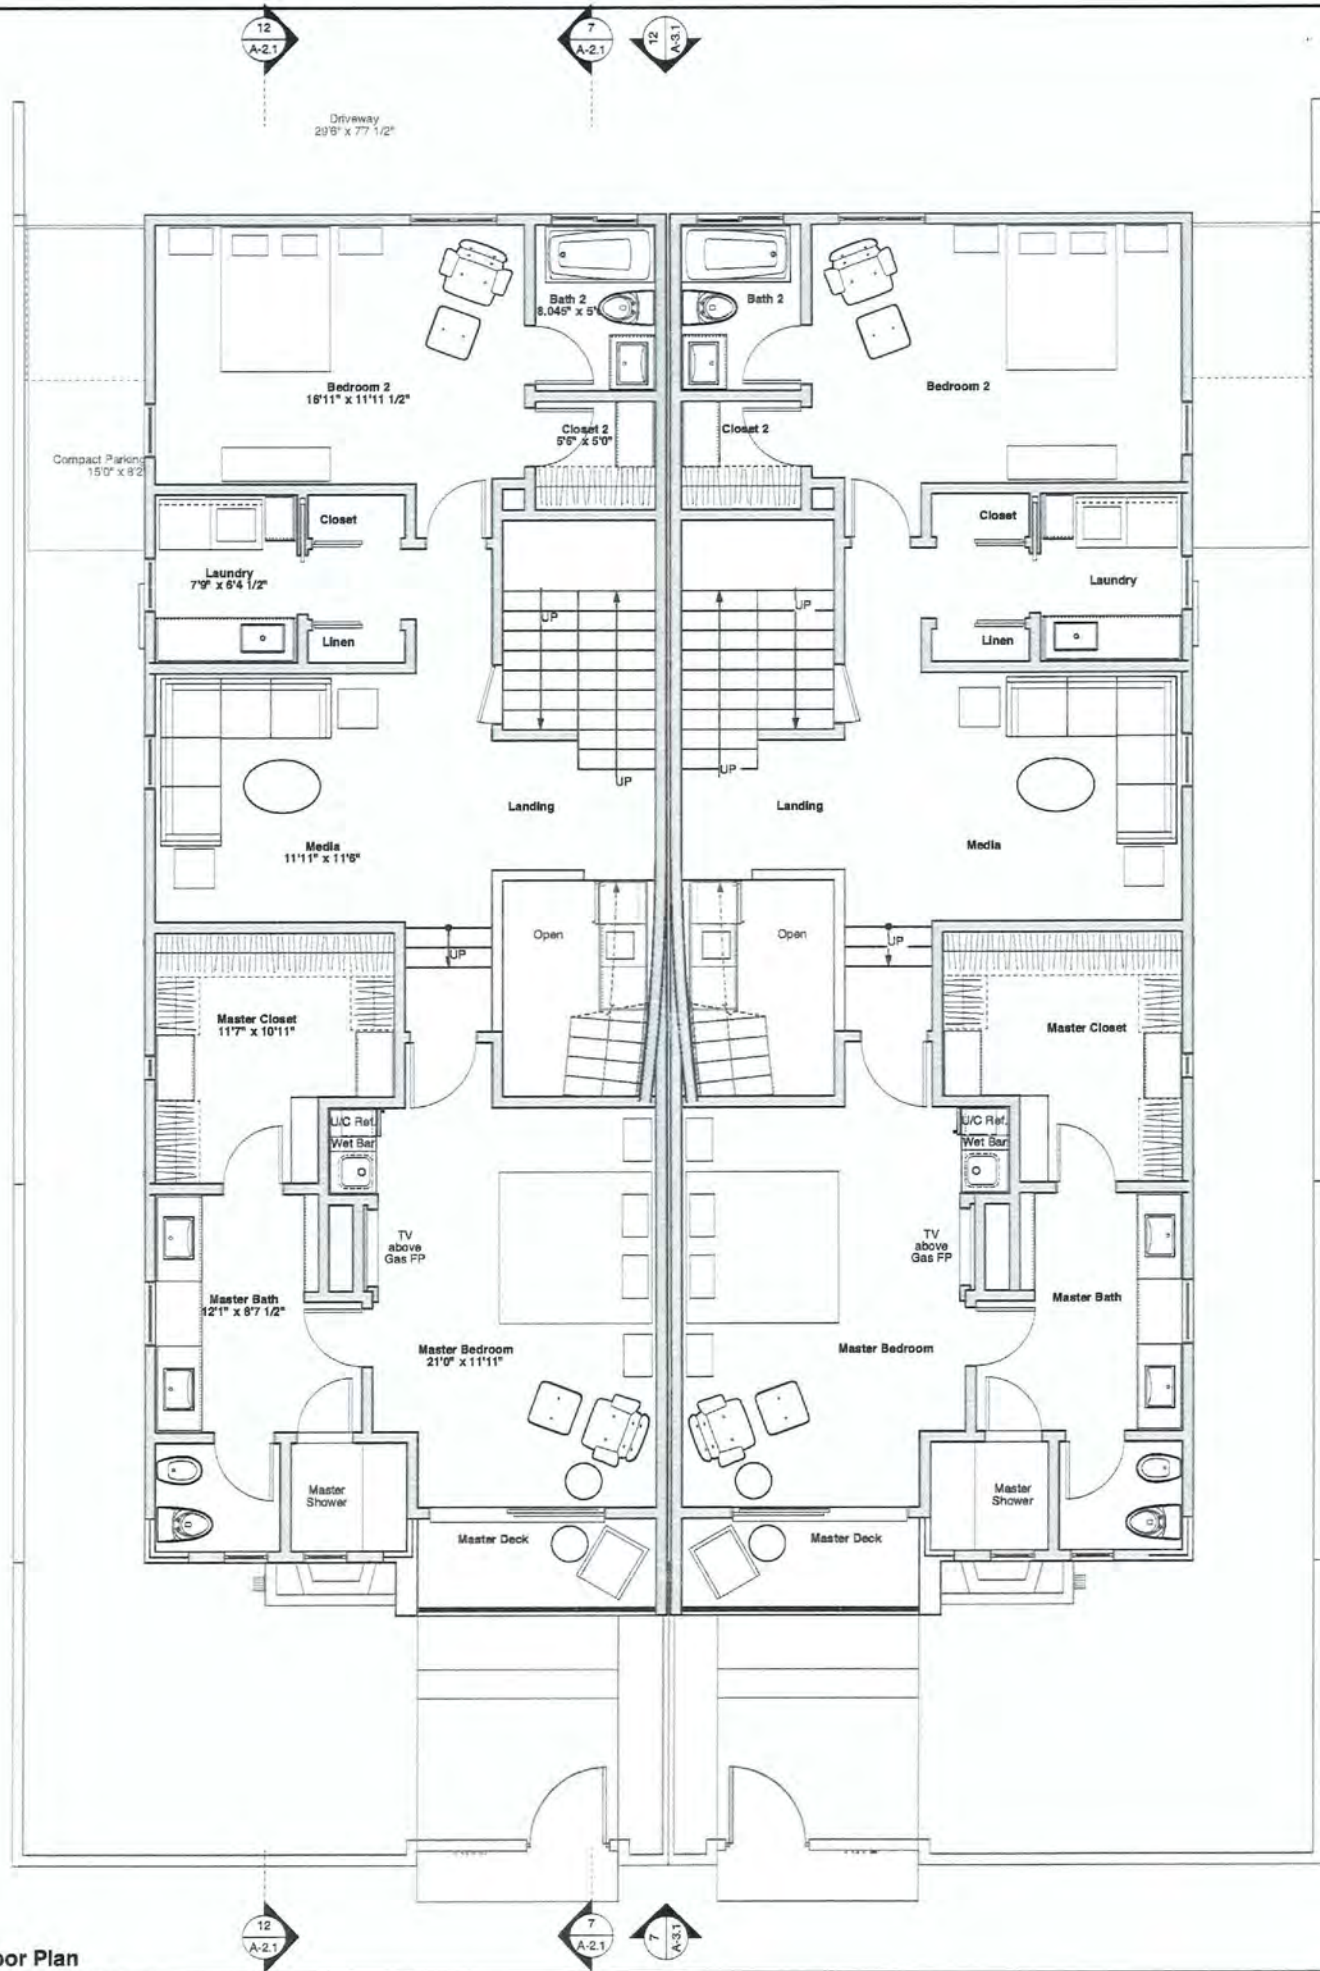 12
A-2.1
7
A-2.1
12
A-3.1
Driveway
29'6" x 7'7 1/2"
Bath 2
8.045" x 5'
Bath 2
Bedroom 2
16'11" x 11'11 1/2"
Bedroom 2
Closet 2
5'6" x 5'0"
Closet 2
Compact Parking
15'0" x 8'2
Closet
Closet
Laundry
7'9" x 6'4 1/2"
Laundry
UP
UP
Linen
Linen
UP
UP
Landing
Landing
Media
11'11" x 11'6"
Media
Open
Open
UP
UP
Master Closet
11'7" x 10'11"
Master Closet
U/C Ref.
Wet Bar
U/C Ref.
Wet Bar
TV
above
Gas FP
TV
above
Gas FP
Master Bath
12'1" x 8'7 1/2"
Master Bath
Master Bedroom
21'0" x 11'11"
Master Bedroom
Master
Shower
Master
Shower
Master Deck
Master Deck
12
A-2.1
7
A-2.1
7
A-3.1
oor Plan